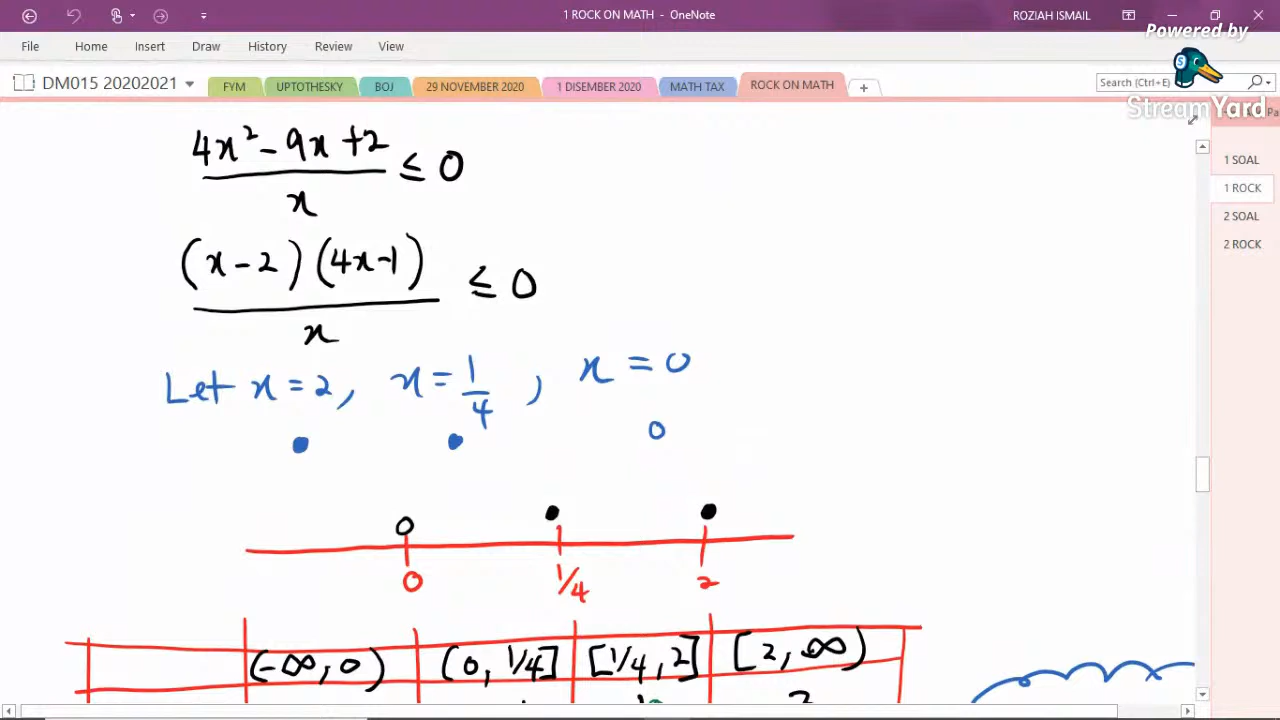 1 ROCK ON MATH - OneNote
ROZIAH ISMAIL
Powered by
StreamYard
File Home Insert Draw History Review View
DM015 20202021 FYM UPTOTHESKY BOJ 29 NOVEMBER 2020 1 DISEMBER 2020 MATH TAX ROCK ON MATH
Search (Ctrl+E)
1 SOAL
1 ROCK
2 SOAL
2 ROCK
4x² - 9x + 2
≤ 0
x
(x - 2) (4x - 1)
≤ 0
x
Let x = 2, x = 1/4, x = 0
0 1/4 2
(-∞, 0) (0, 1/4] [1/4, 2] [2, ∞)